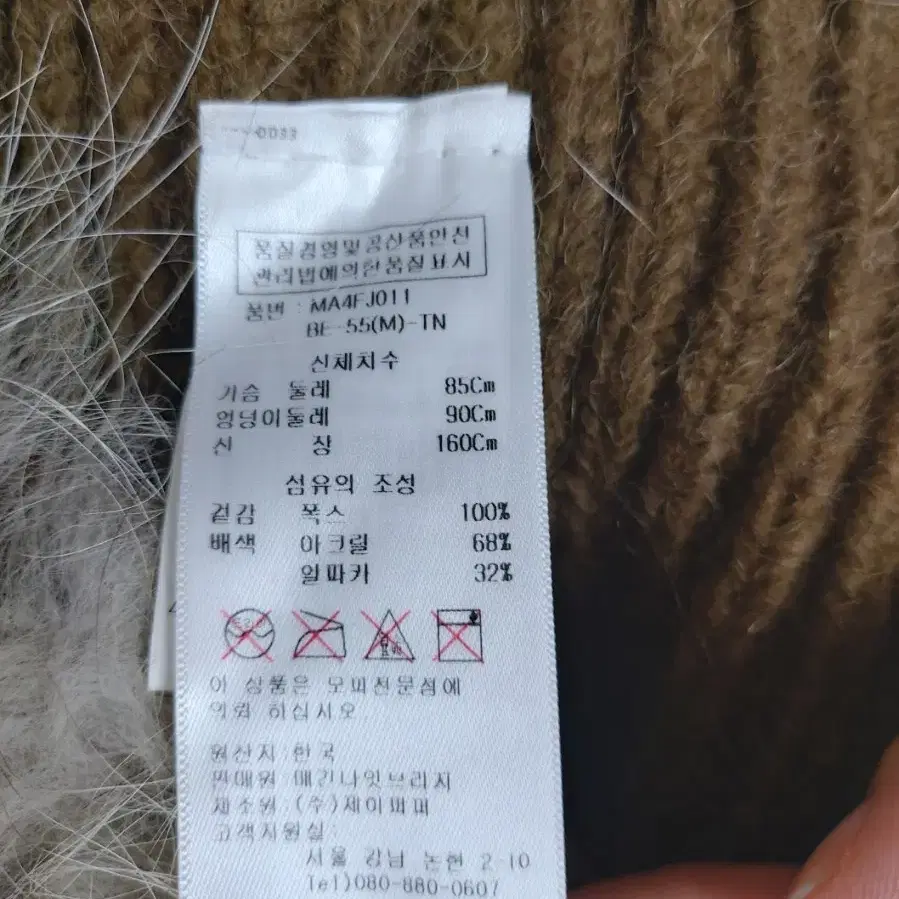 0033
품질경영및공산품안전
관리법에의한품질표시
품번 : MA4FJ011
BE-55(M)-TN
신체치수
가슴 둘레 85Cm
엉덩이둘레 90Cm
신 장 160Cm
섬유의 조성
겉감 폭스 100%
배색 아크릴 68%
알파카 32%
이 상품은 모피전문점에
의뢰 하십시오.
원산지:한국
판매원:매긴나잇브리지
제조원:(주)제이퍼퍼
고객지원실:
서울 강남 논현 2-10
Tel)080-880-0607